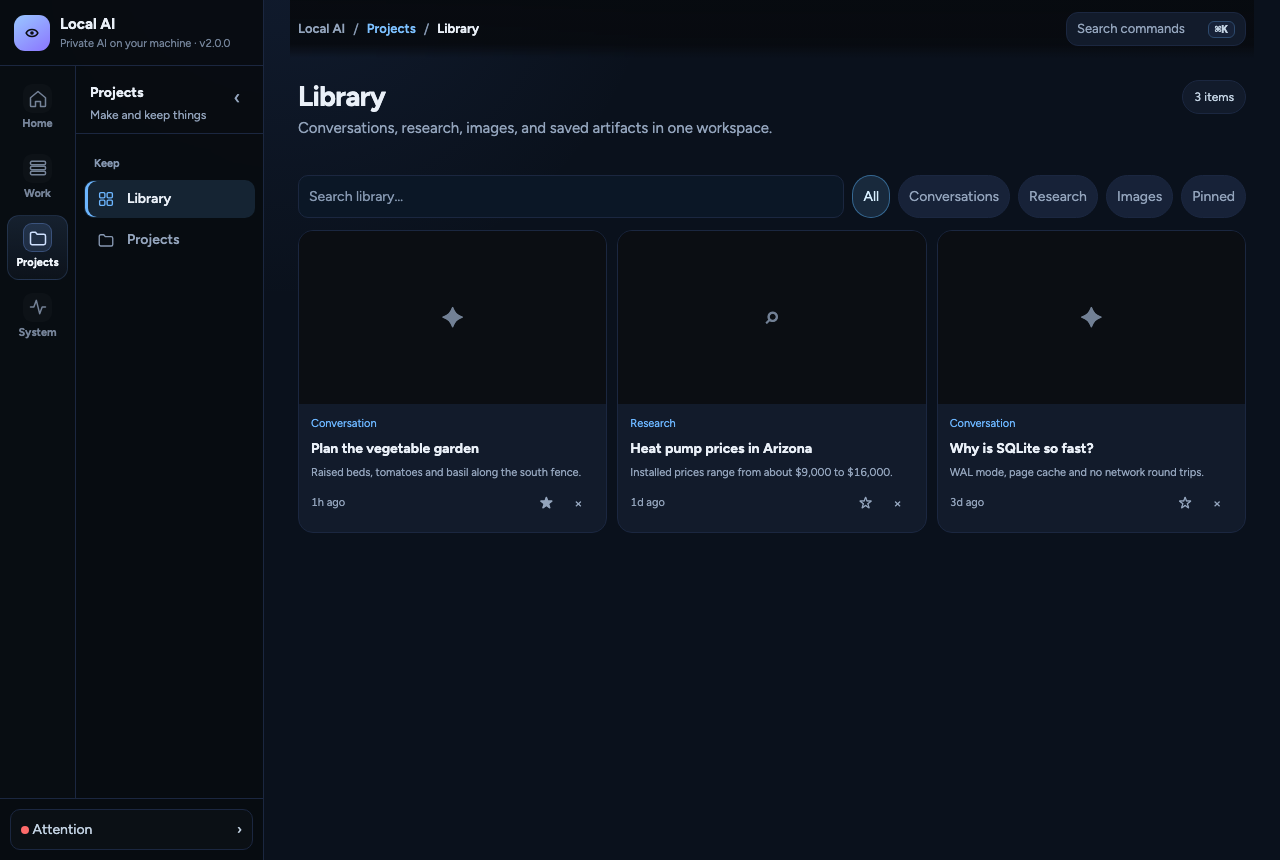 Local AI
Private AI on your machine · v2.0.0
Home
Work
Projects
System
Projects
Make and keep things
‹
Keep
Library
Projects
Attention ›
Local AI / Projects / Library
Search commands ⌘K
Library
3 items
Conversations, research, images, and saved artifacts in one workspace.
Search library...
All
Conversations
Research
Images
Pinned
Conversation
Plan the vegetable garden
Raised beds, tomatoes and basil along the south fence.
1h ago ★ ×
Research
Heat pump prices in Arizona
Installed prices range from about $9,000 to $16,000.
1d ago ☆ ×
Conversation
Why is SQLite so fast?
WAL mode, page cache and no network round trips.
3d ago ☆ ×